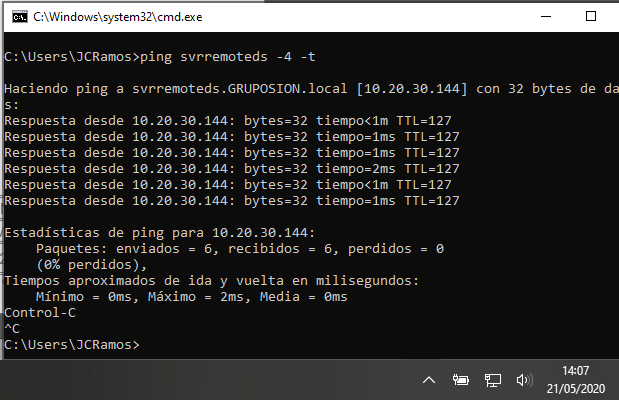 C:\Windows\system32\cmd.exe
C:\Users\JCRamos>ping svrremoteds -4 -t
Haciendo ping a svrremoteds.GRUPOSION.local [10.20.30.144] con 32 bytes de da
s:
Respuesta desde 10.20.30.144: bytes=32 tiempo<1m TTL=127
Respuesta desde 10.20.30.144: bytes=32 tiempo=1ms TTL=127
Respuesta desde 10.20.30.144: bytes=32 tiempo=1ms TTL=127
Respuesta desde 10.20.30.144: bytes=32 tiempo=2ms TTL=127
Respuesta desde 10.20.30.144: bytes=32 tiempo<1m TTL=127
Respuesta desde 10.20.30.144: bytes=32 tiempo=1ms TTL=127
Estadísticas de ping para 10.20.30.144:
    Paquetes: enviados = 6, recibidos = 6, perdidos = 0
    (0% perdidos),
Tiempos aproximados de ida y vuelta en milisegundos:
    Mínimo = 0ms, Máximo = 2ms, Media = 0ms
Control-C
^C
C:\Users\JCRamos>
14:07
21/05/2020